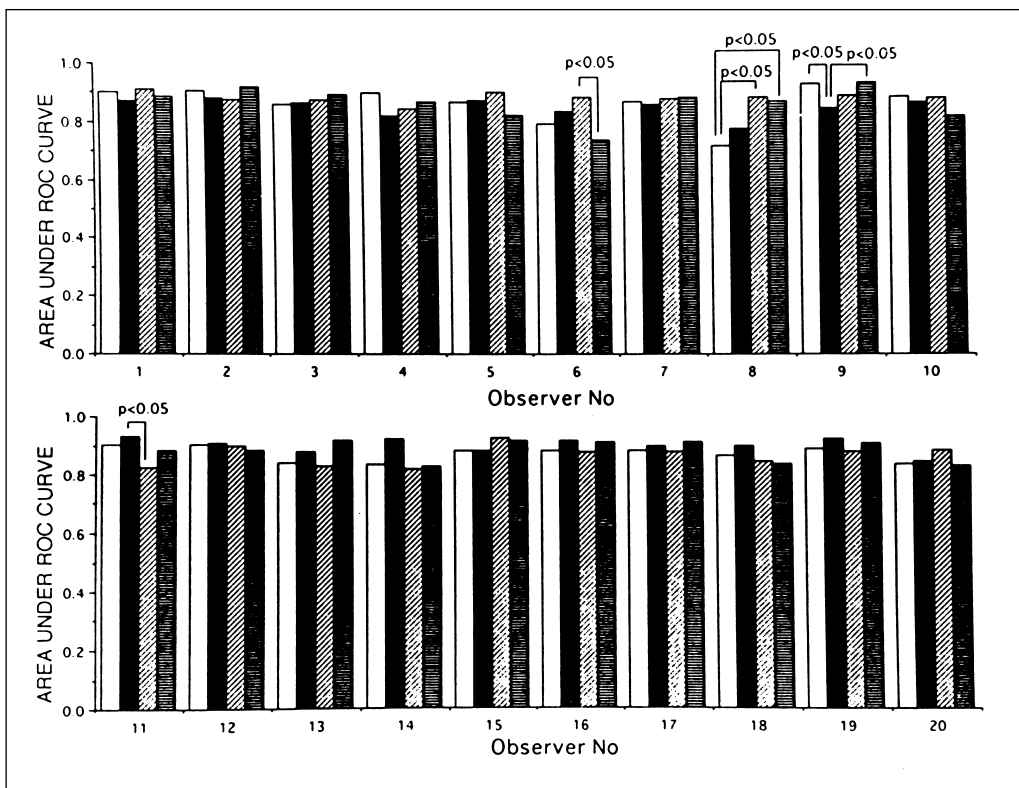 p<0.05
p<0.05
p<0.05 p<0.05
p<0.05
AREA UNDER ROC CURVE
1.0
0.8
0.6
0.4
0.2
0.0
1 2 3 4 5 6 7 8 9 10
Observer No
p<0.05
AREA UNDER ROC CURVE
1.0
0.8
0.6
0.4
0.2
0.0
11 12 13 14 15 16 17 18 19 20
Observer No